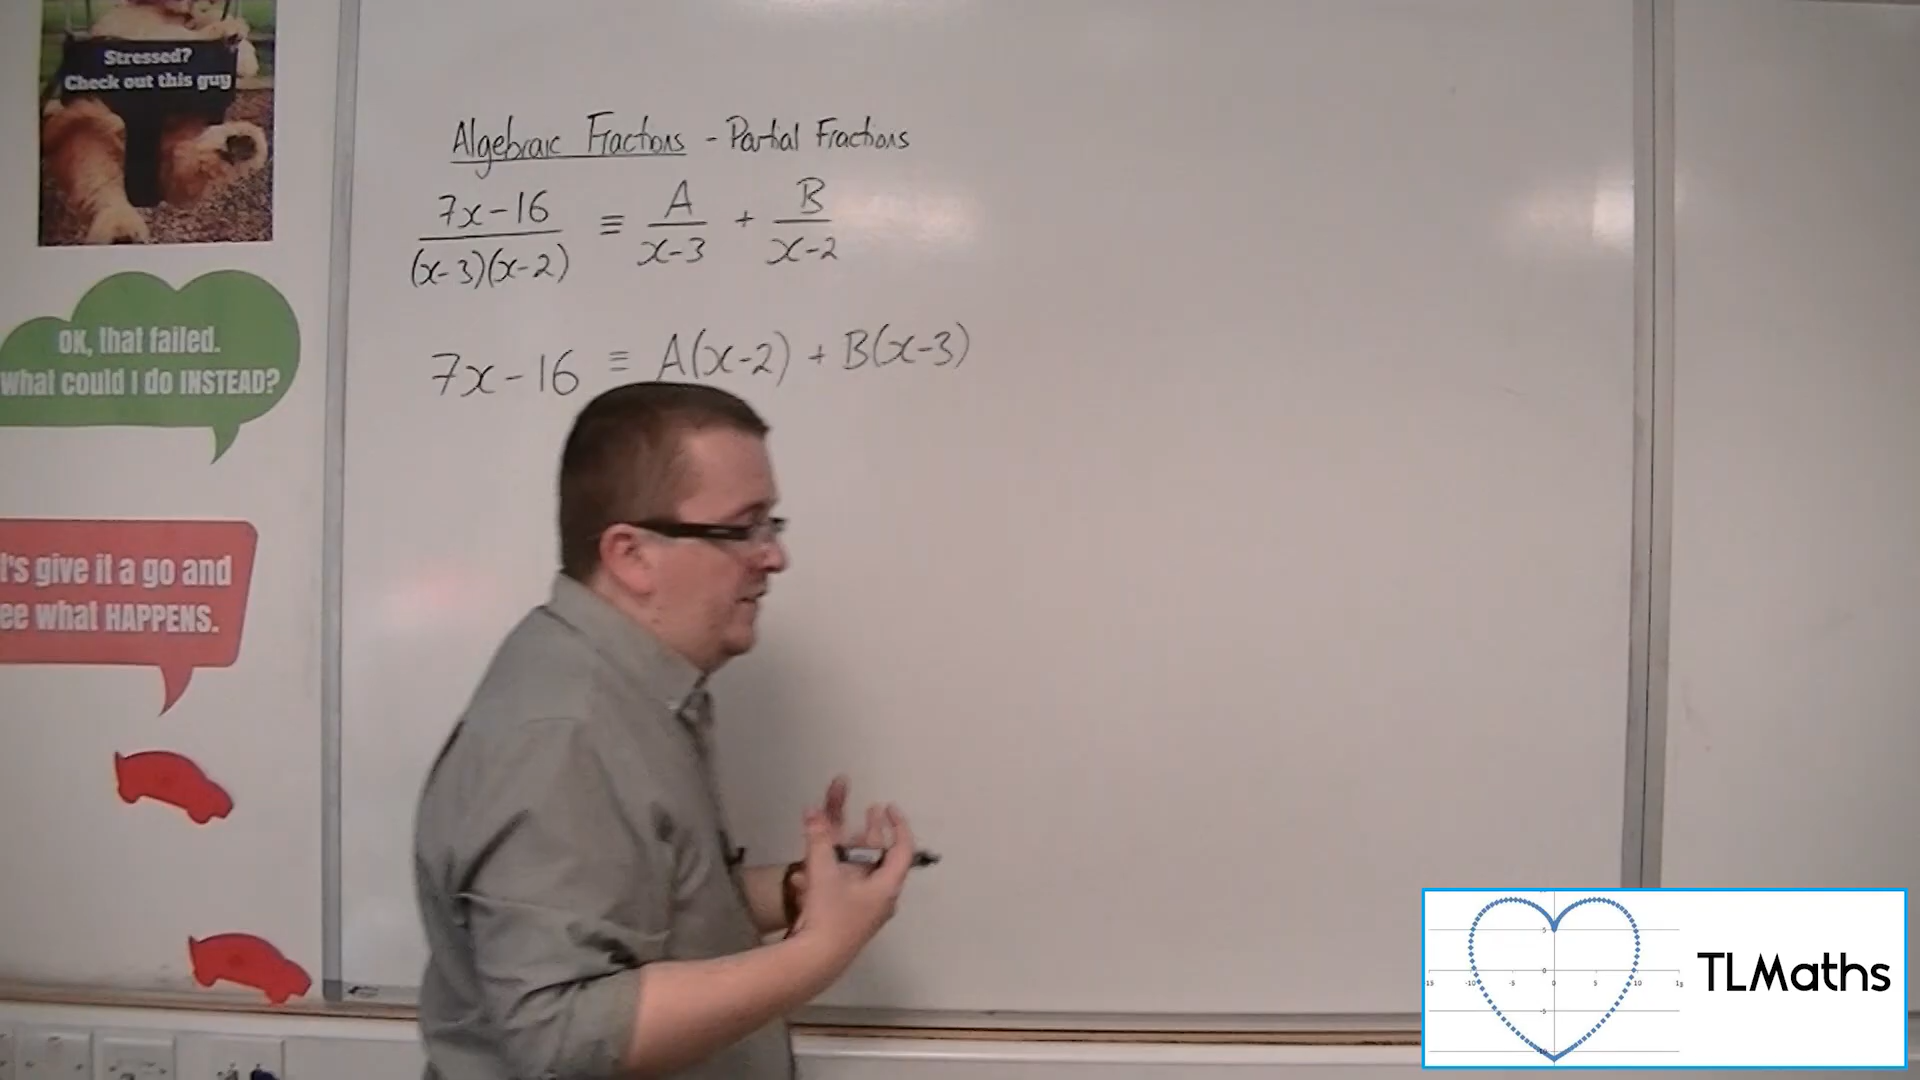 Stressed?
Check out this guy
Algebraic Fractions - Partial Fractions
7x-16 / (x-3)(x-2) ≡ A / x-3 + B / x-2
7x-16 ≡ A(x-2) + B(x-3)
OK, that failed.
what could I do INSTEAD?
t's give it a go and
ee what HAPPENS.
TLMaths